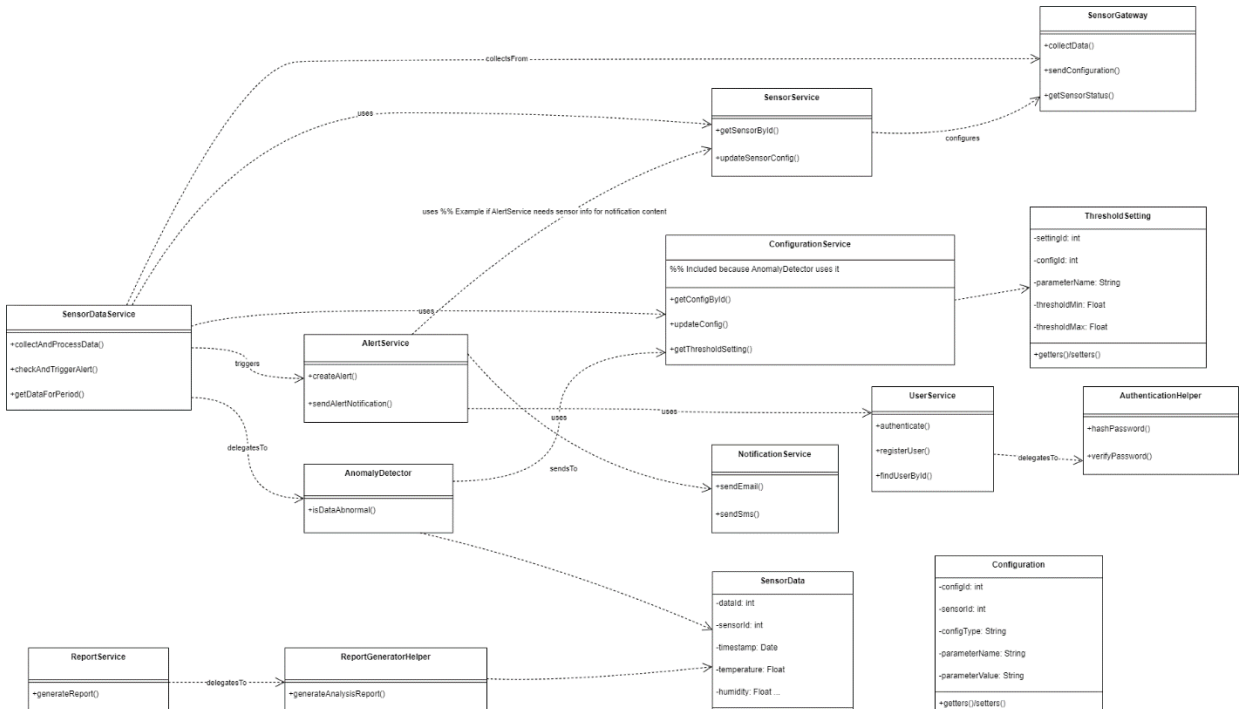 SensorGateway
+collectData()
+sendConfiguration()
+getSensorStatus()
collectsFrom
SensorService
+getSensorById()
+updateSensorConfig()
uses
configures
uses %% Example if AlertService needs sensor info for notification content
ThresholdSetting
-settingId: int
-configId: int
-parameterName: String
-thresholdMin: Float
-thresholdMax: Float
+getters()/setters()
ConfigurationService
%% Included because AnomalyDetector uses it
+getConfigById()
+updateConfig()
+getThresholdSetting()
SensorDataService
+collectAndProcessData()
+checkAndTriggerAlert()
+getDataForPeriod()
uses
triggers
AlertService
+createAlert()
+sendAlertNotification()
uses
uses
UserService
+authenticate()
+registerUser()
+findUserById()
AuthenticationHelper
+hashPassword()
+verifyPassword()
delegatesTo
delegatesTo
AnomalyDetector
+isDataAbnormal()
sendsTo
NotificationService
+sendEmail()
+sendSms()
SensorData
-dataId: int
-sensorId: int
-timestamp: Date
-temperature: Float
-humidity: Float ...
Configuration
-configId: int
-sensorId: int
-configType: String
-parameterName: String
-parameterValue: String
+getters()/setters()
ReportService
+generateReport()
delegatesTo
ReportGeneratorHelper
+generateAnalysisReport()